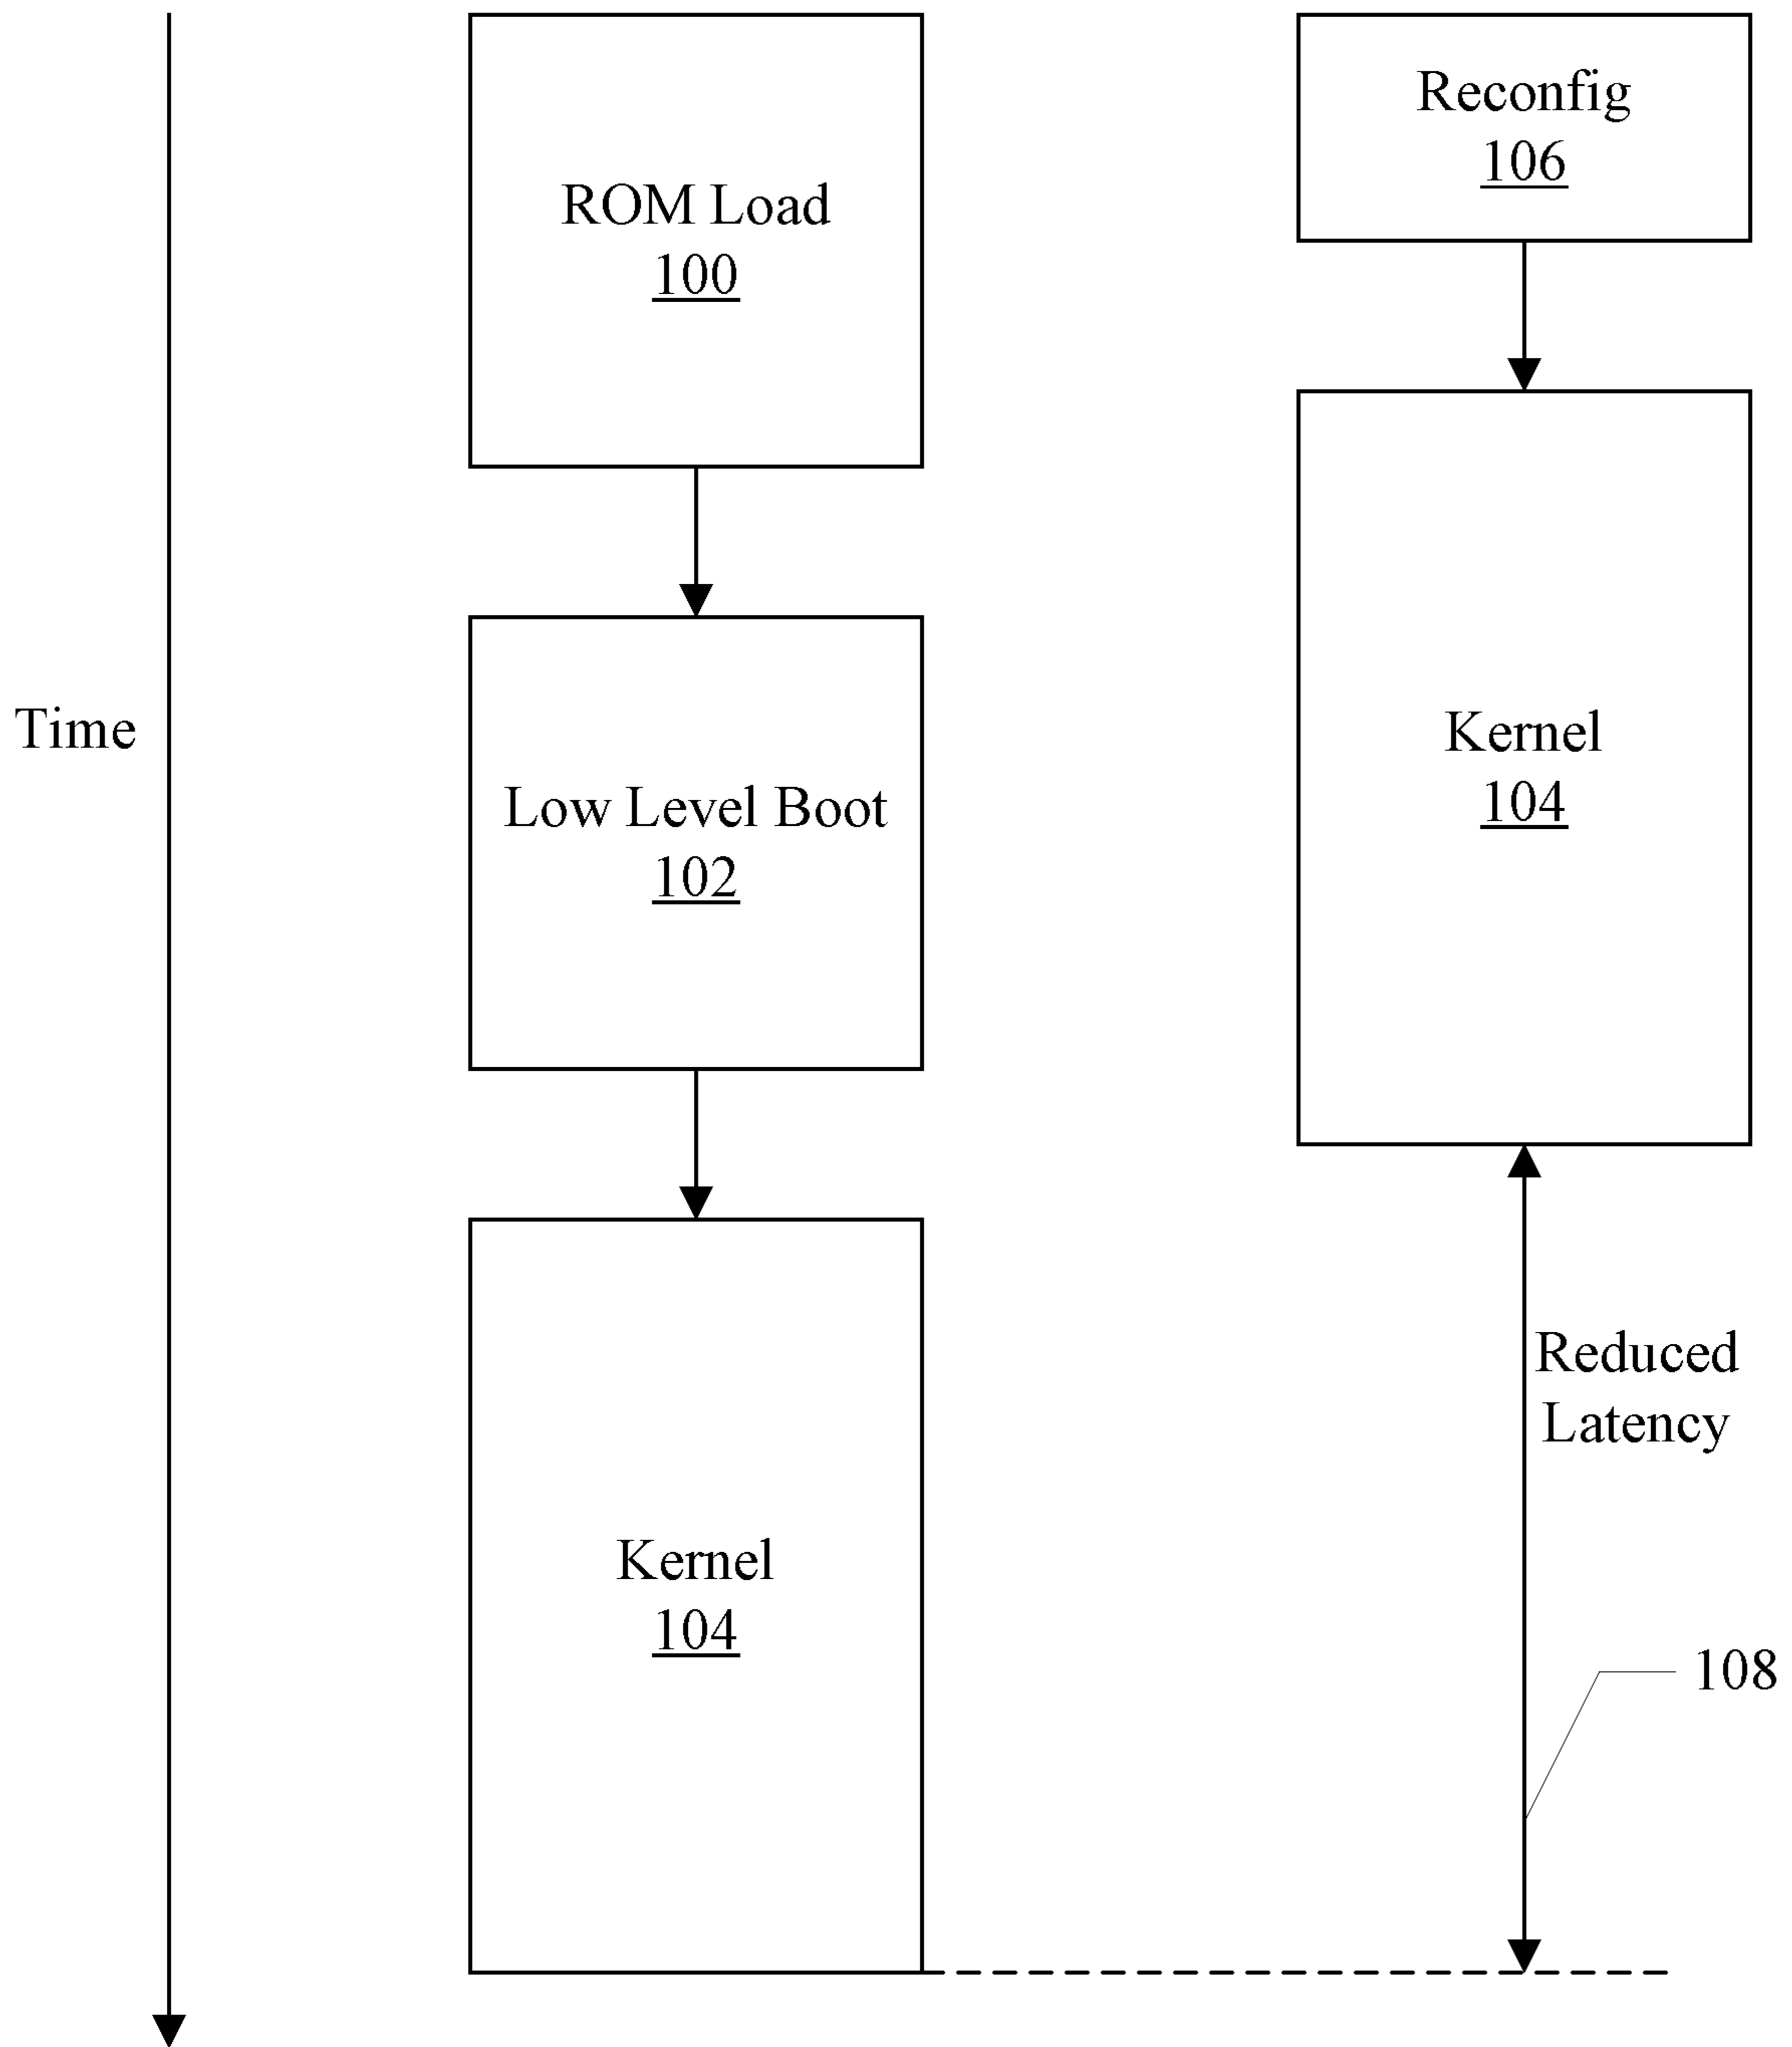 Time
ROM Load
100
Low Level Boot
102
Kernel
104
Reconfig
106
Kernel
104
Reduced
Latency
108